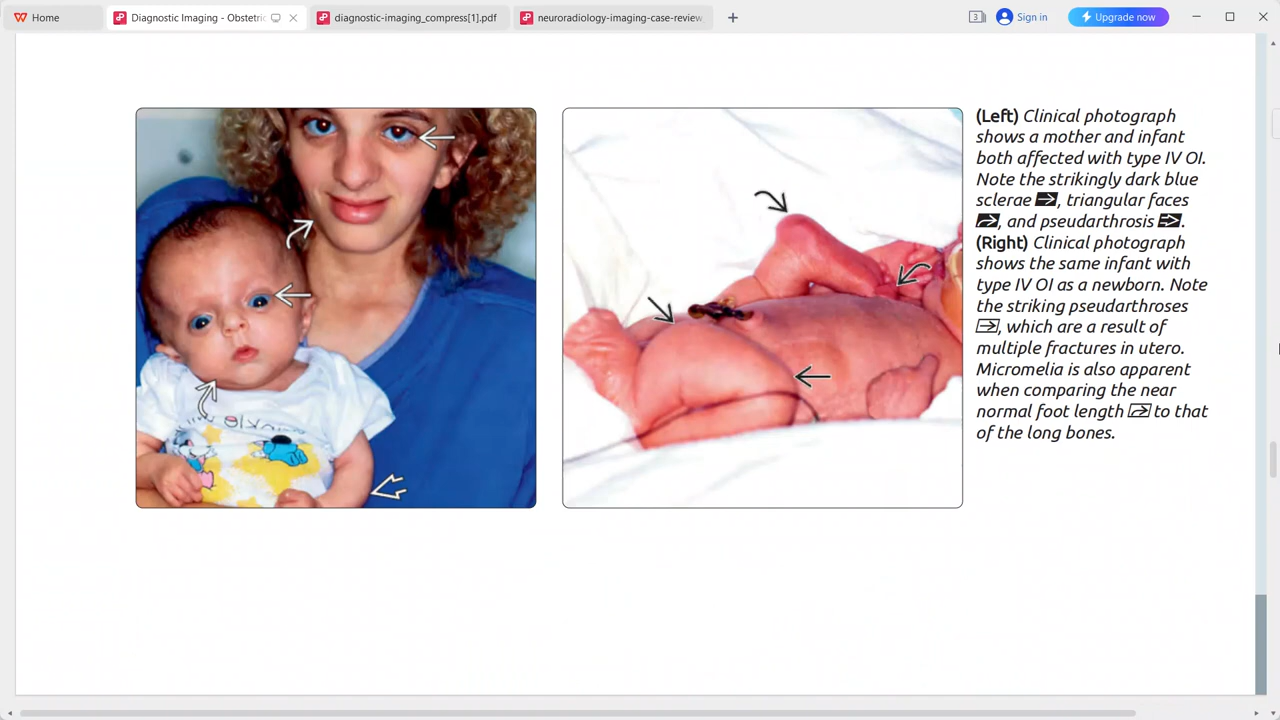 Home
Diagnostic Imaging - Obstetric
diagnostic-imaging_compress[1].pdf
neuroradiology-imaging-case-review
3
Sign in
Upgrade now
(Left) Clinical photograph
shows a mother and infant
both affected with type IV OI.
Note the strikingly dark blue
sclerae, triangular faces
, and pseudarthrosis.
(Right) Clinical photograph
shows the same infant with
type IV OI as a newborn. Note
the striking pseudarthroses
, which are a result of
multiple fractures in utero.
Micromelia is also apparent
when comparing the near
normal foot length to that
of the long bones.